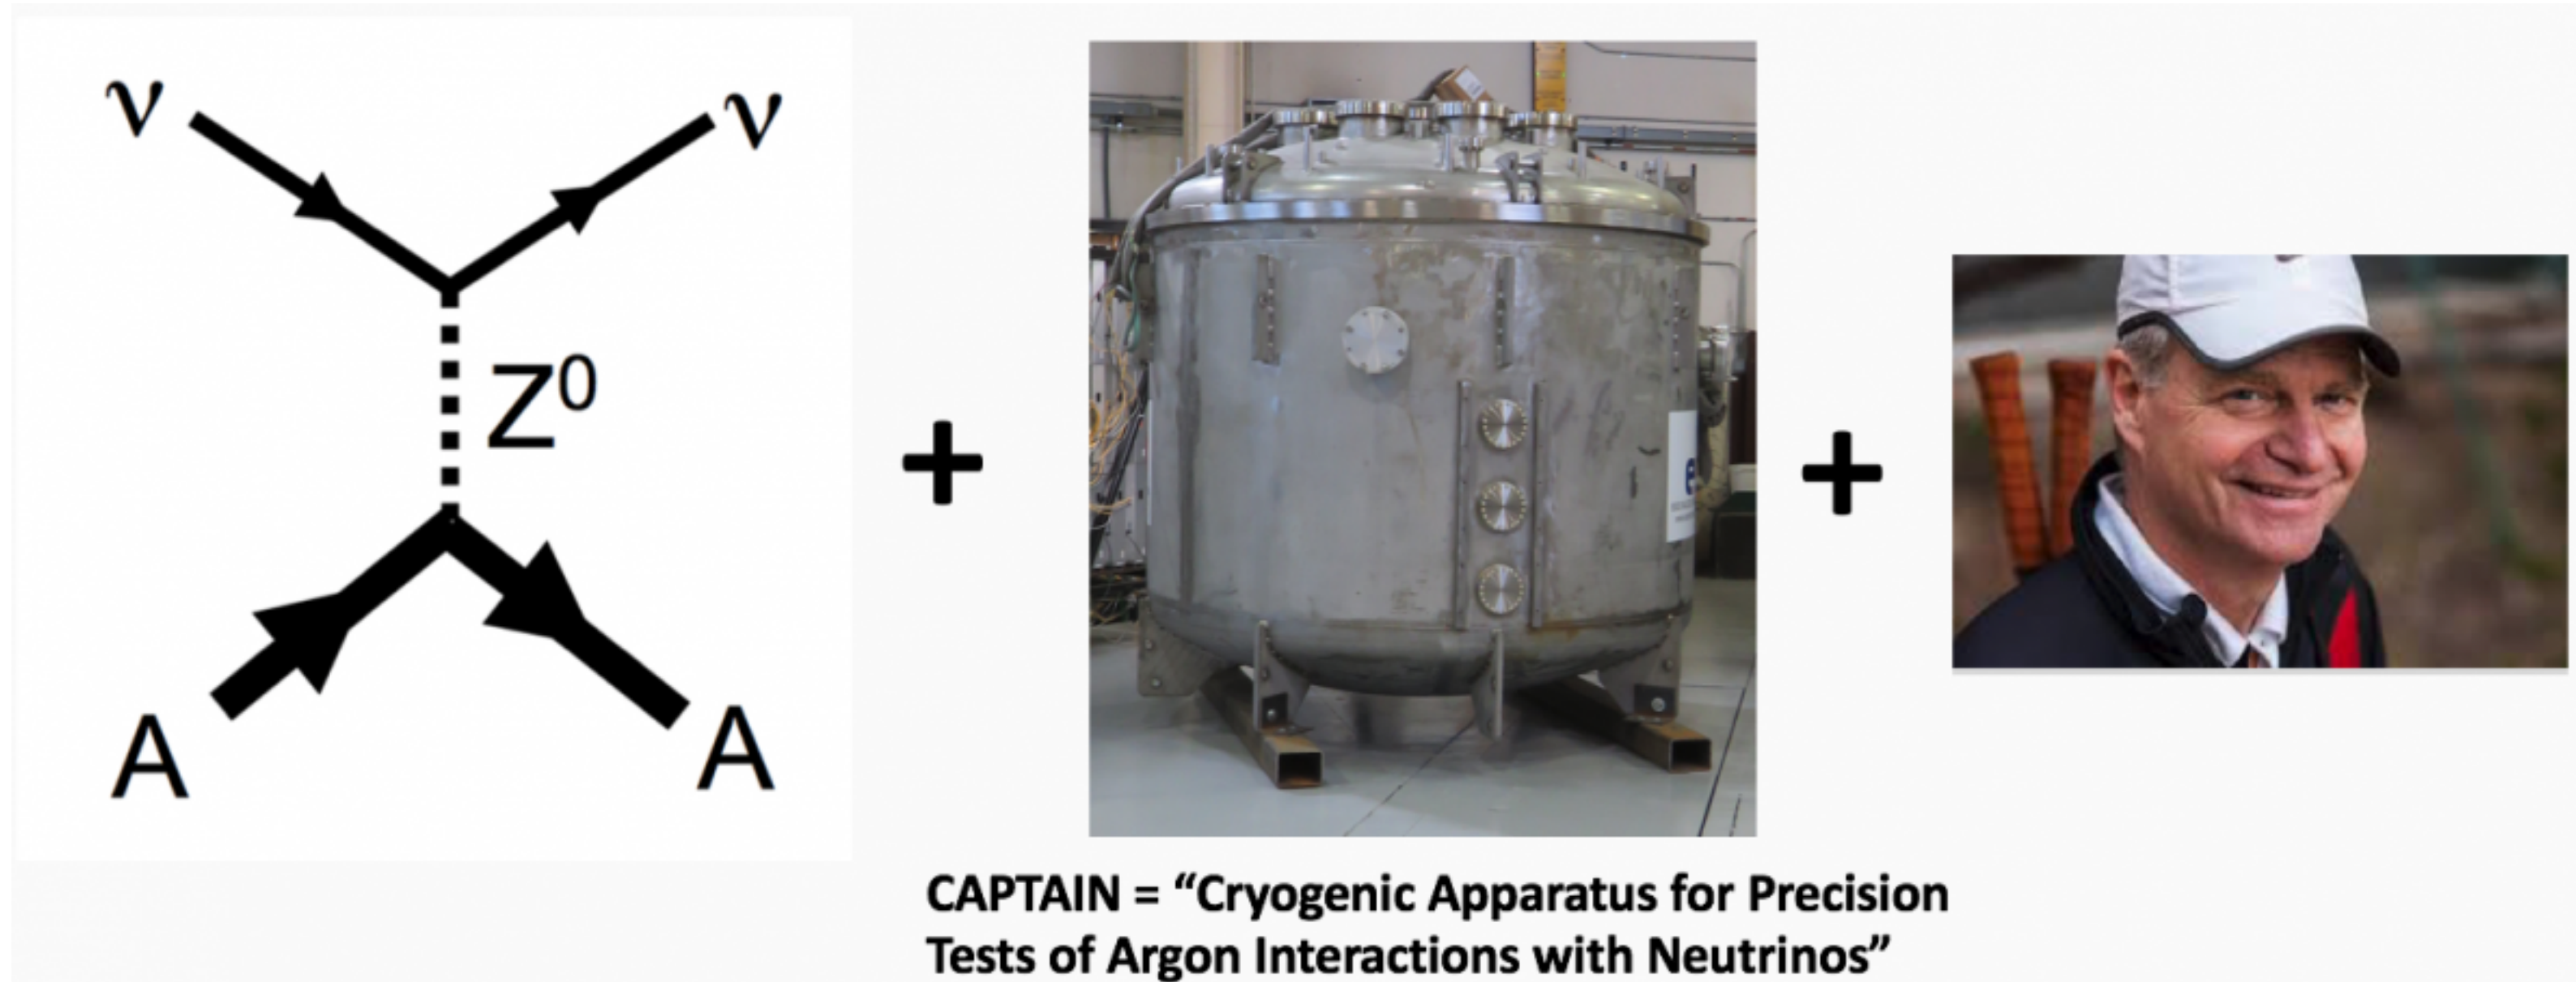 ν ν
Z⁰
A A
+ +
e
CAPTAIN = “Cryogenic Apparatus for Precision
Tests of Argon Interactions with Neutrinos”